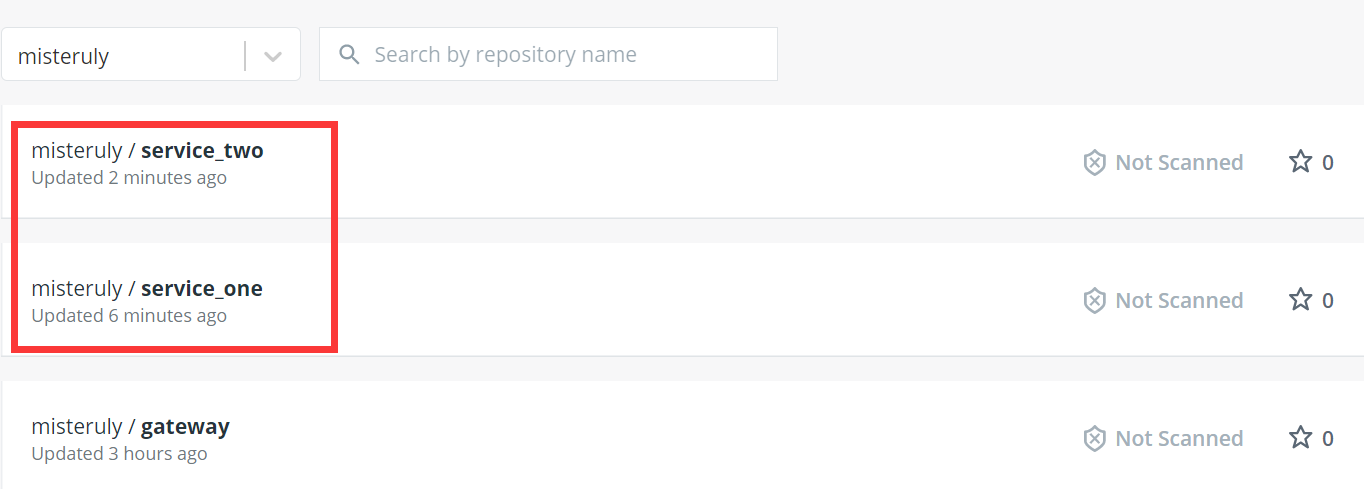 misteruly
Search by repository name
misteruly / service_two
Updated 2 minutes ago
Not Scanned
0
misteruly / service_one
Updated 6 minutes ago
Not Scanned
0
misteruly / gateway
Updated 3 hours ago
Not Scanned
0